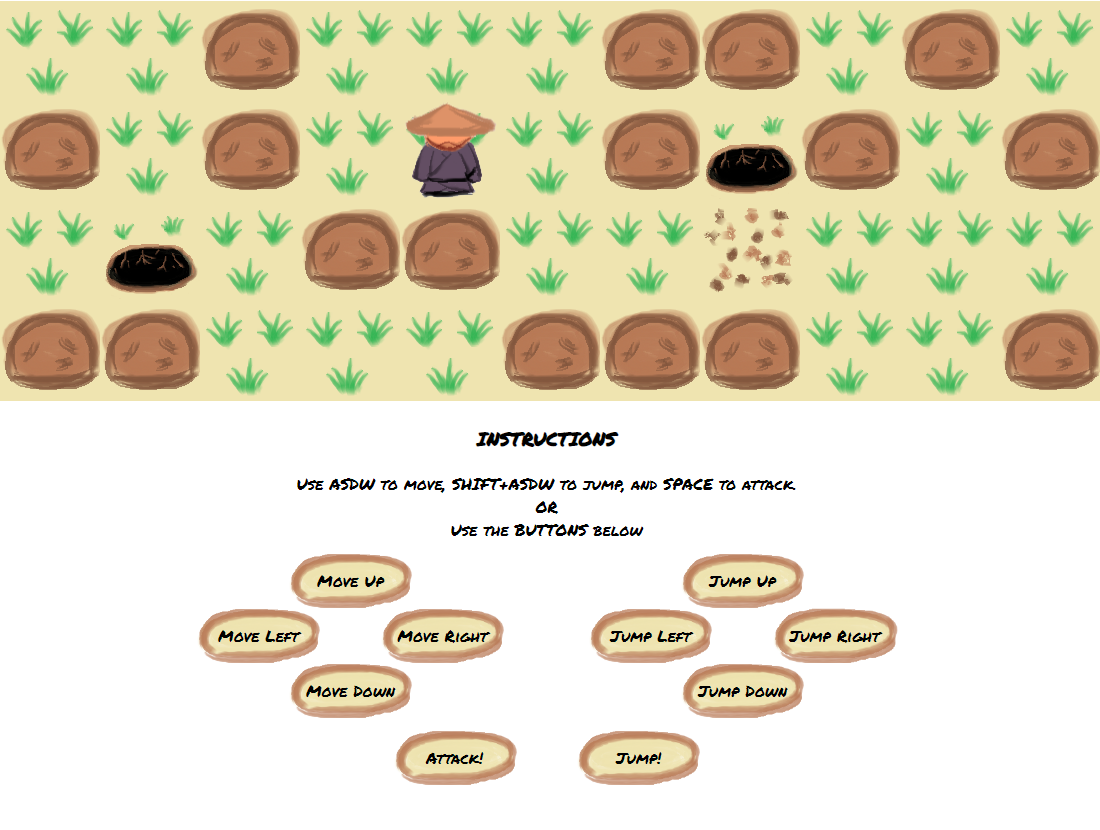 INSTRUCTIONS
USE ASDW TO MOVE, SHIFT+ASDW TO JUMP, AND SPACE TO ATTACK.
OR
USE THE BUTTONS BELOW
MOVE UP
JUMP UP
MOVE LEFT
MOVE RIGHT
JUMP LEFT
JUMP RIGHT
MOVE DOWN
JUMP DOWN
ATTACK!
JUMP!